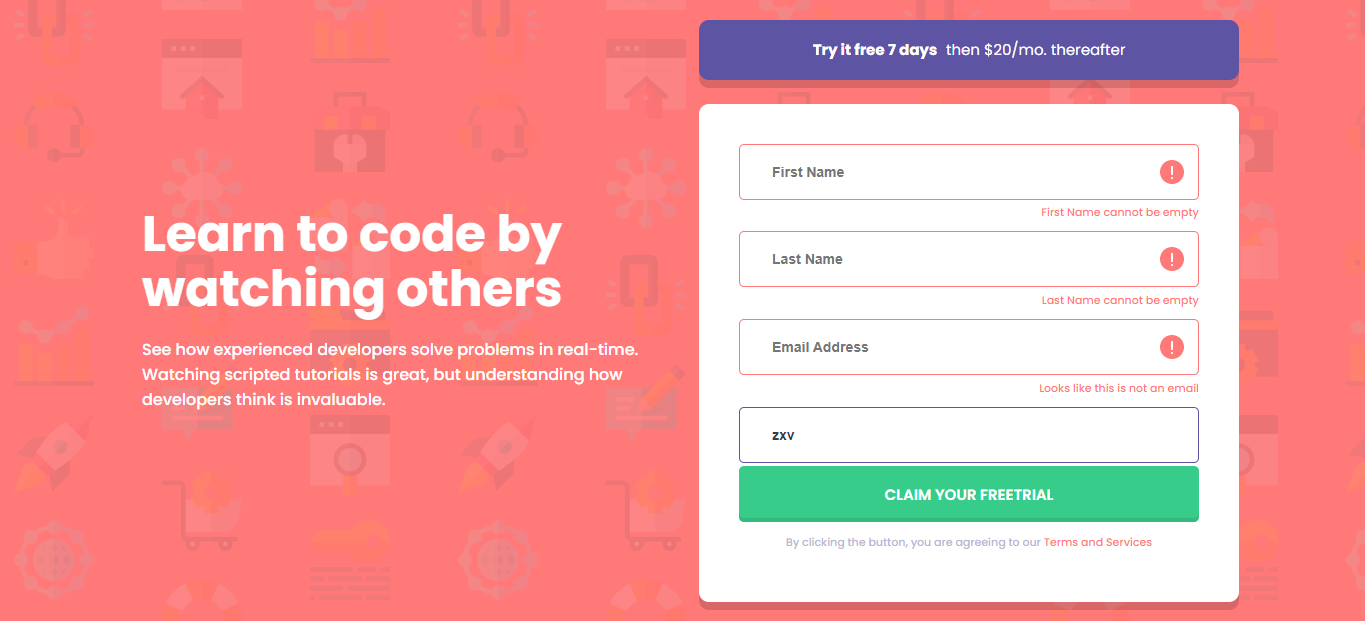 Try it free 7 days then $20/mo. thereafter
Learn to code by
watching others
See how experienced developers solve problems in real-time.
Watching scripted tutorials is great, but understanding how
developers think is invaluable.
First Name
First Name cannot be empty
Last Name
Last Name cannot be empty
Email Address
Looks like this is not an email
zxv
CLAIM YOUR FREETRIAL
By clicking the button, you are agreeing to our Terms and Services